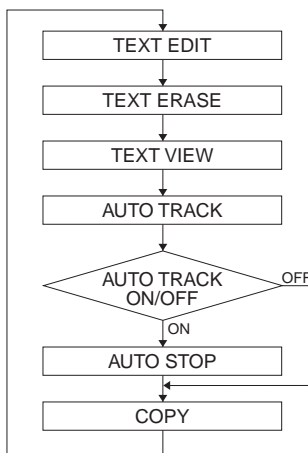 TEXT EDIT
TEXT ERASE
TEXT VIEW
AUTO TRACK
AUTO TRACK
ON/OFF
OFF
ON
AUTO STOP
COPY